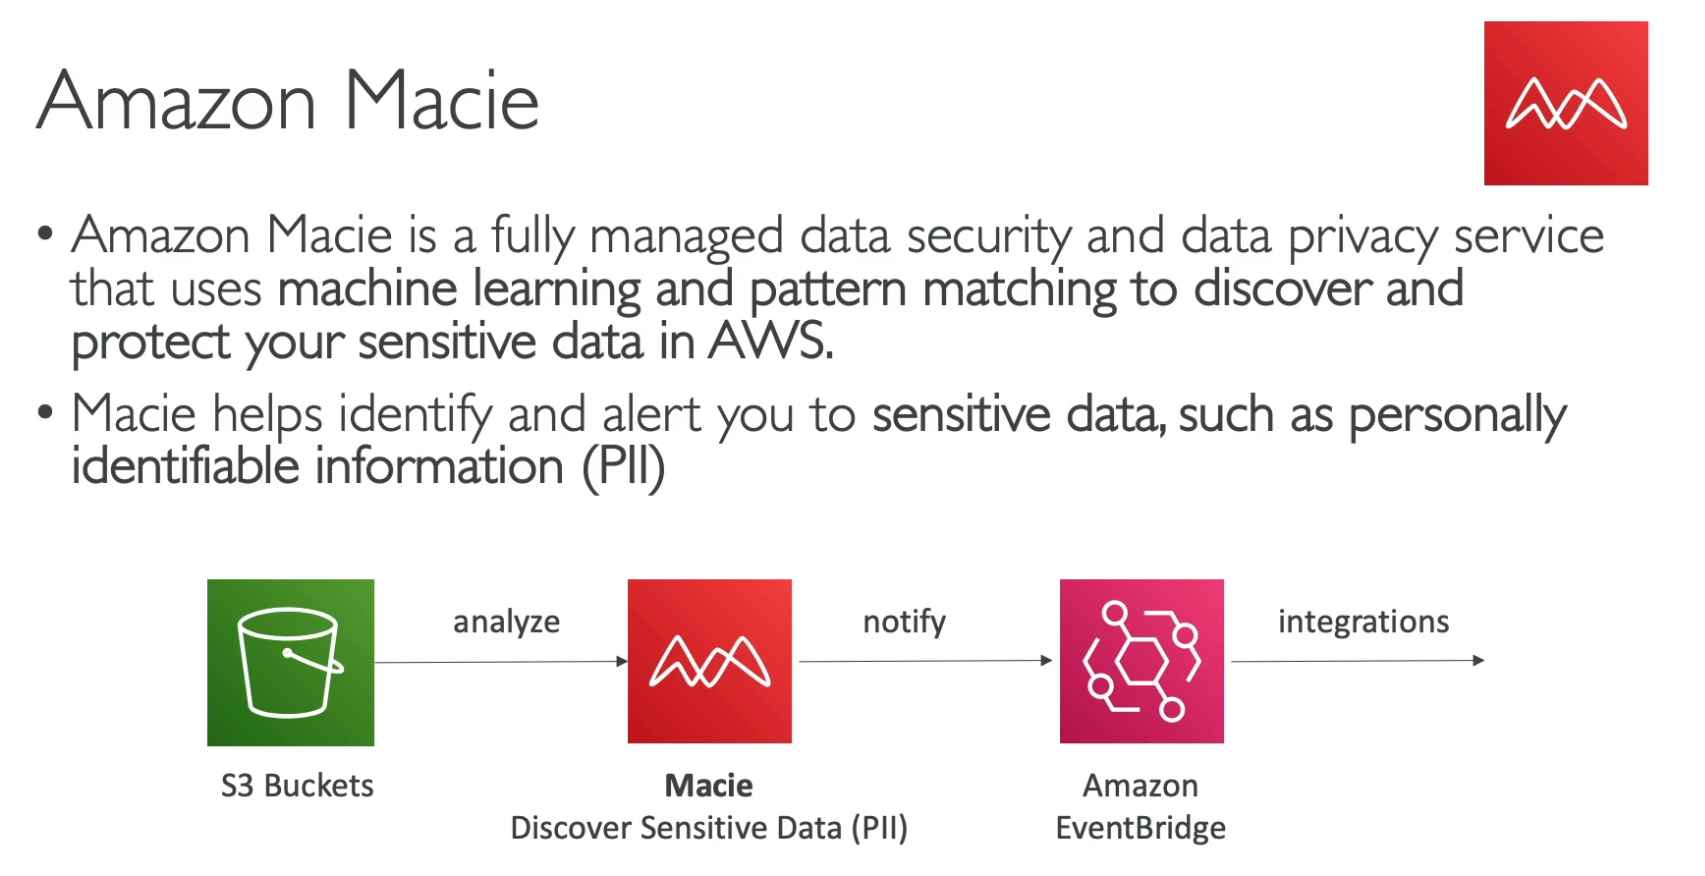 Amazon Macie
• Amazon Macie is a fully managed data security and data privacy service
that uses machine learning and pattern matching to discover and
protect your sensitive data in AWS.
• Macie helps identify and alert you to sensitive data, such as personally
identifiable information (PII)
analyze
notify
integrations
S3 Buckets
Macie
Discover Sensitive Data (PII)
Amazon
EventBridge